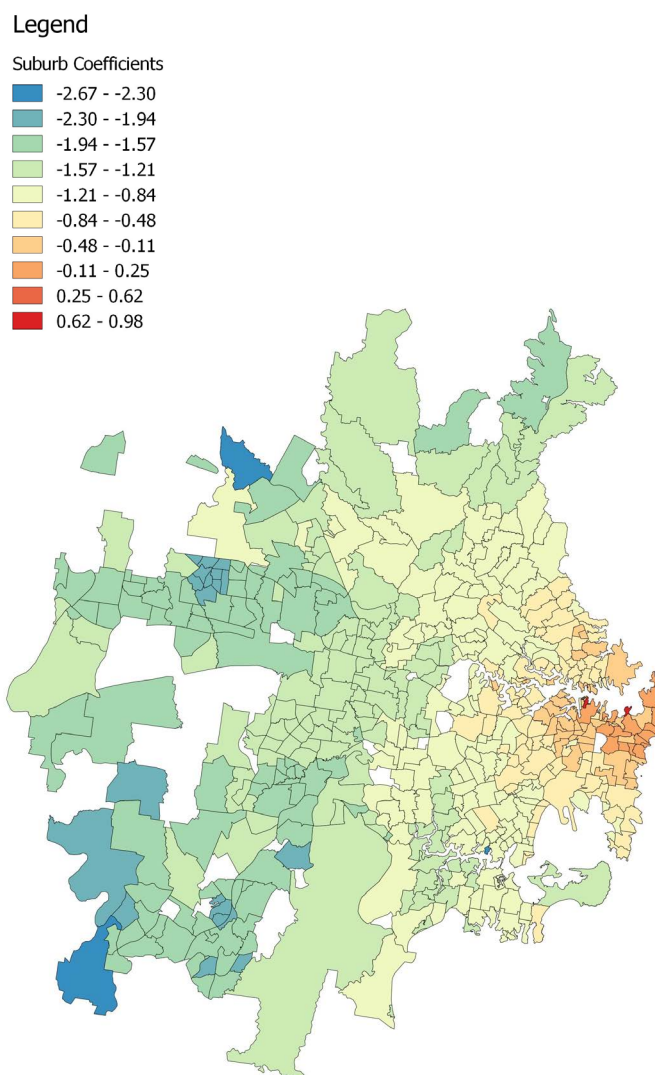 Legend
Suburb Coefficients
-2.67 - -2.30
-2.30 - -1.94
-1.94 - -1.57
-1.57 - -1.21
-1.21 - -0.84
-0.84 - -0.48
-0.48 - -0.11
-0.11 - 0.25
0.25 - 0.62
0.62 - 0.98